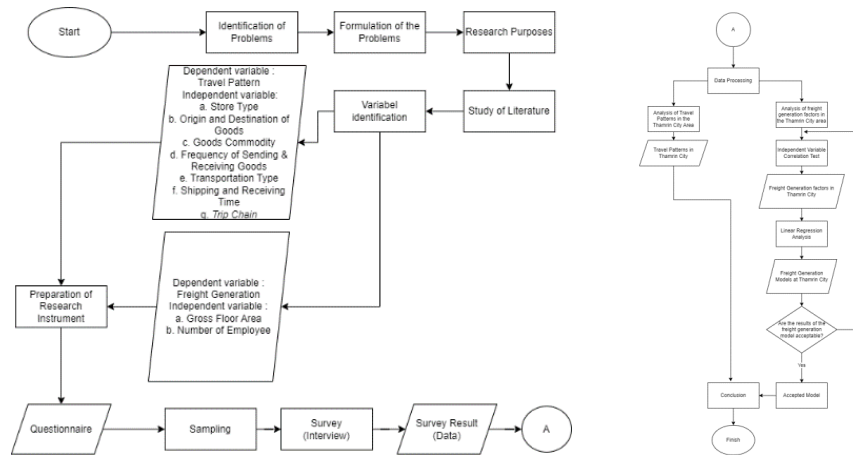 Start
Identification of
Problems
Formulation of the
Problems
Research Purposes
Study of Literature
Variabel
identification
Dependent variable :
Travel Pattern
Independent variable:
a. Store Type
b. Origin and Destination of
Goods
c. Goods Commodity
d. Frequency of Sending &
Receiving Goods
e. Transportation Type
f. Shipping and Receiving
Time
g. Trip Chain
Dependent variable :
Freight Generation
Independent variable :
a. Gross Floor Area
b. Number of Employee
Preparation of
Research
Instrument
Questionnaire
Sampling
Survey
(Interview)
Survey Result
(Data)
A
A
Data Processing
Analysis of Travel
Patterns in the
Thamrin City Area
Travel Patterns in
Thamrin City
Analysis of freight
generation factors in
the Thamrin City area
Independent Variable
Correlation Test
Freight Generation factors in
Thamrin City
Linear Regression
Analysis
Freight Generation
Models at Thamrin City
Are the results of the
freight generation
model acceptable?
Yes
Accepted Model
Conclusion
Finish